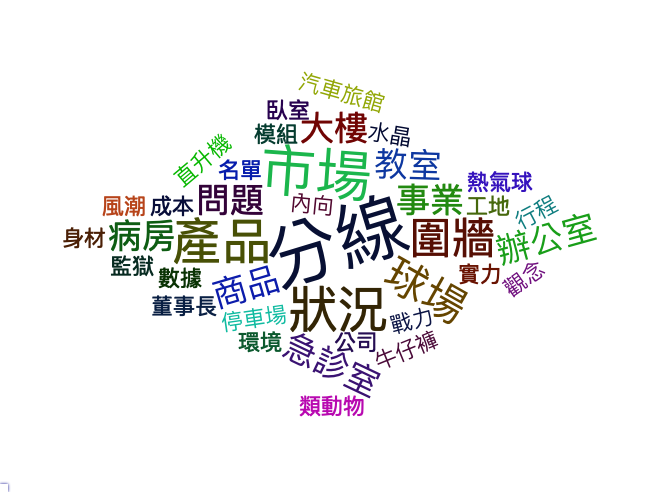 汽車旅館
臥室
模組
大樓
水晶
直升機
名單
市場
教室
熱氣球
風潮
成本
問題
內向
事業
工地
行程
身材
病房
產品
分線
圍牆
辦公室
監獄
數據
商品
球場
實力
觀念
董事長
停車場
狀況
戰力
環境
急診室
公司
牛仔褲
類動物